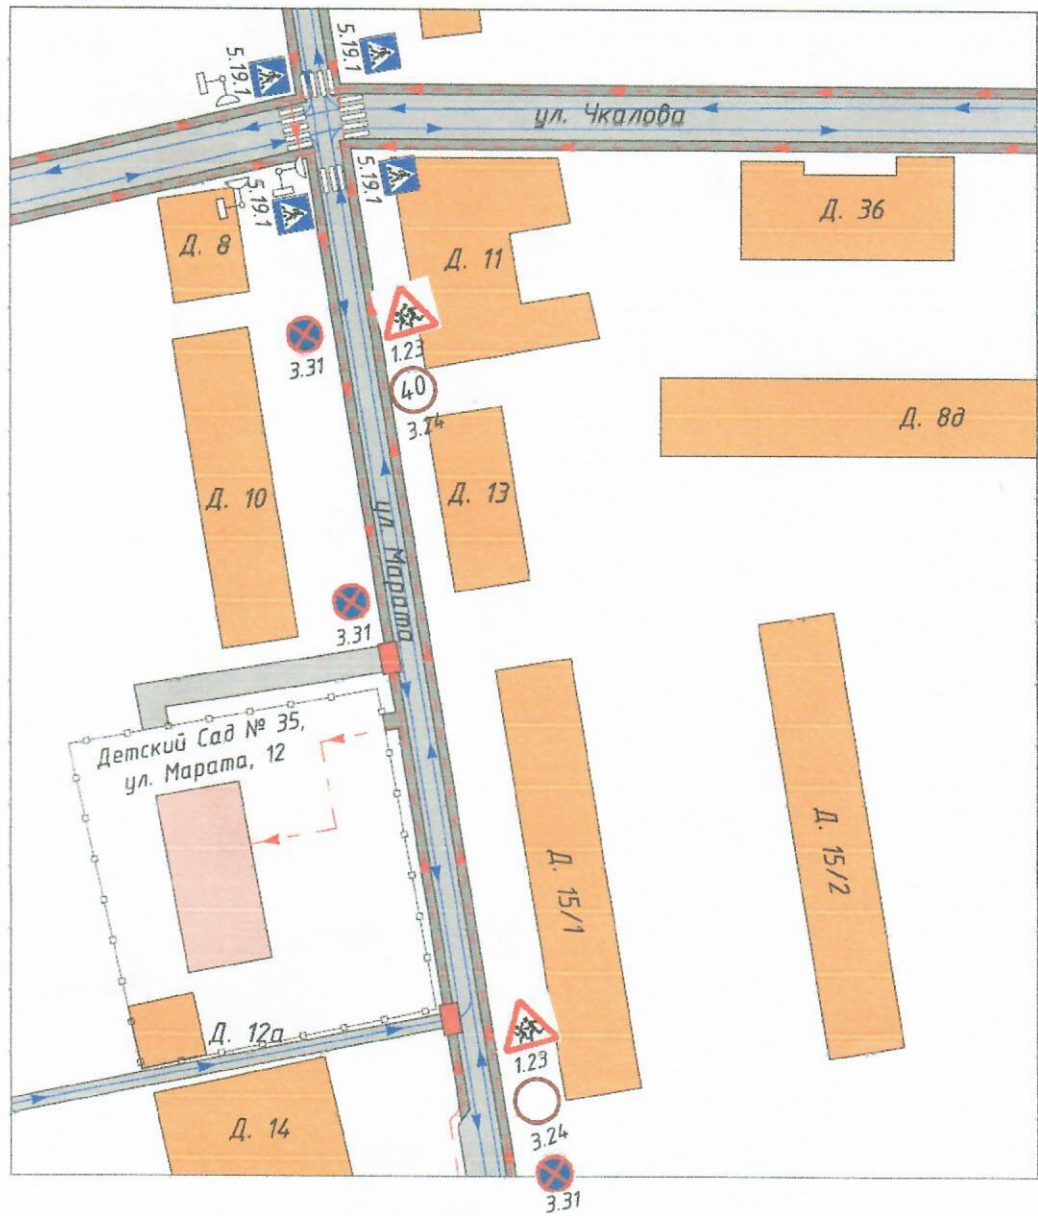 5.19.1
5.19.1
ул. Чкалова
5.19.1
5.19.1
Д. 8
Д. 11
Д. 36
1.23
3.31
40
3.24
Д. 8д
Д. 10
Д. 13
ул. Марата
3.31
Детский Сад № 35,
ул. Марата, 12
Д. 15/1
Д. 15/2
Д. 12а
1.23
Д. 14
3.24
3.31